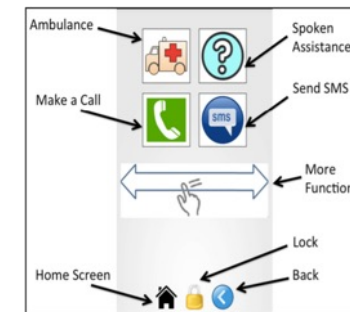 Ambulance
Spoken
Assistance
Make a Call
Send SMS
sms
More
Function
Lock
Home Screen
Back